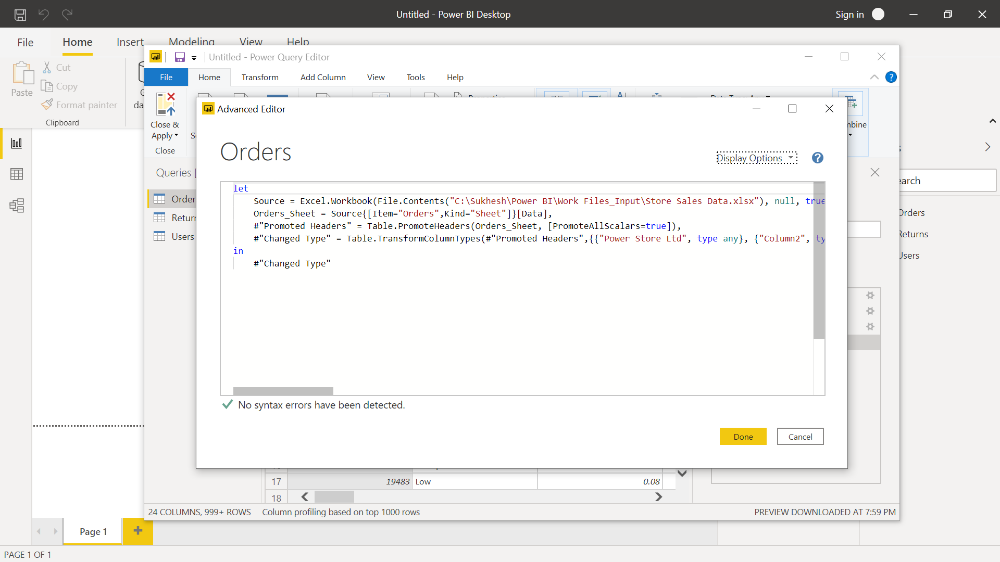 Untitled - Power BI Desktop
Sign in
File
Home
Insert
Modeling
View
Help
Untitled - Power Query Editor
Paste
Cut
Copy
Format painter
Clipboard
File
Home
Transform
Add Column
View
Tools
Help
Close &
Apply
Close
Advanced Editor
Orders
Display Options
Queries
Returns
Users
let
    Source = Excel.Workbook(File.Contents("C:\Sukhesh\Power BI\Work Files_Input\Store Sales Data.xlsx"), null, true
    Orders_Sheet = Source{[Item="Orders",Kind="Sheet"]}[Data],
    #"Promoted Headers" = Table.PromoteHeaders(Orders_Sheet, [PromoteAllScalars=true]),
    #"Changed Type" = Table.TransformColumnTypes(#"Promoted Headers",{{"Power Store Ltd", type any}, {"Column2", ty
in
    #"Changed Type"
No syntax errors have been detected.
Done
Cancel
Orders
Returns
Users
17 19483 Low 0.08
18
24 COLUMNS, 999+ ROWS
Column profiling based on top 1000 rows
PREVIEW DOWNLOADED AT 7:59 PM
Page 1
PAGE 1 OF 1